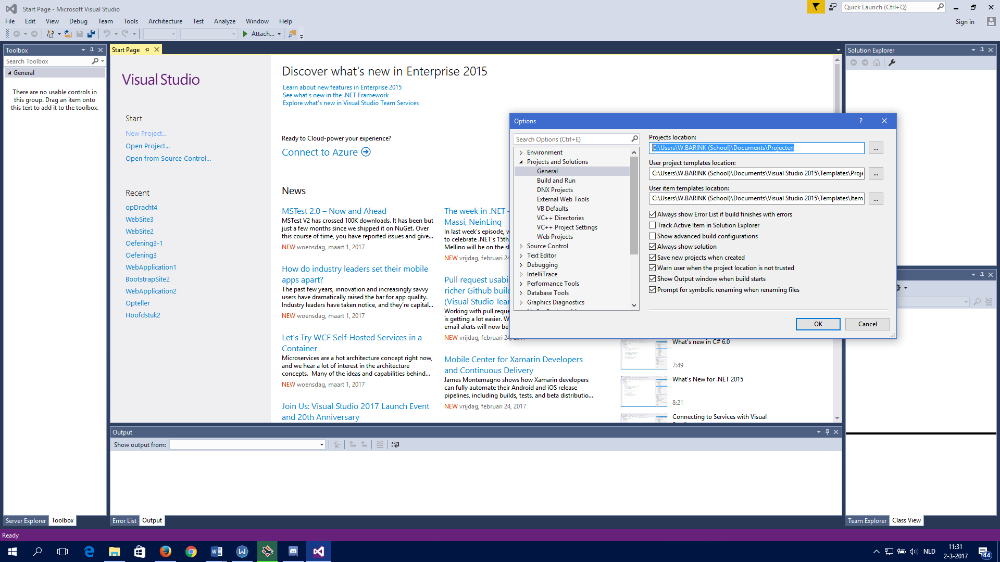 Start Page - Microsoft Visual Studio
Quick Launch (Ctrl+Q)
File Edit View Debug Team Tools Architecture Test Analyze Window Help
Sign in
Attach...
Toolbox
Search Toolbox
General
There are no usable controls in
this group. Drag an item onto
this text to add it to the toolbox.
Server Explorer Toolbox
Start Page
Visual Studio
Start
New Project...
Open Project...
Open from Source Control...
Recent
opDracht4
WebSite3
WebSite2
Oefening3-1
Oefening3
WebApplication1
BootstrapSite2
WebApplication2
Opteller
Hoofdstuk2
Discover what's new in Enterprise 2015
Learn about new features in Enterprise 2015
See what's new in the .NET Framework
Explore what's new in Visual Studio Team Services
Ready to Cloud-power your experience?
Connect to Azure
News
MSTest 2.0 – Now and Ahead
MSTest V2 has crossed 100K downloads. It has been but
just a few months since we shipped it on NuGet. Over
this course of time, you have reported issues and give...
NEW woensdag, maart 1, 2017
How do industry leaders set their mobile
apps apart?
The past few years, innovation and increasingly savvy
users have dramatically raised the bar for app quality.
Industry leaders have taken notice, and they're capital...
NEW woensdag, maart 1, 2017
Let's Try WCF Self-Hosted Services in a
Container
Microservices are a hot architecture concept right now,
and we hear a lot of interest in the architecture
concepts. Many of the ideas and capabilities behind...
NEW woensdag, maart 1, 2017
Join Us: Visual Studio 2017 Launch Event
and 20th Anniversary
The week in .NET -
Massi, NeinLinq
In last week's episode, w
to celebrate .NET's 15th
Mellino will be on the sh
NEW vrijdag, februari 24
Pull request usabi
richer Github buil
(Visual Studio Tea
Working with pull reque
is getting a lot easier. W
email alerts will now be
NEW vrijdag, februari 24, 2017
Mobile Center for Xamarin Developers
and Continuous Delivery
James Montemagno shows how Xamarin developers
can fully automate their Android and iOS release
pipelines, including builds, tests, and beta distributio...
NEW vrijdag, februari 24, 2017
What's new in C# 6.0
7:49
What's New for .NET 2015
8:21
Connecting to Services with Visual
Options
?
Search Options (Ctrl+E)
Environment
Projects and Solutions
General
Build and Run
DNX Projects
External Web Tools
VB Defaults
VC++ Directories
VC++ Project Settings
Web Projects
Source Control
Text Editor
Debugging
IntelliTrace
Performance Tools
Database Tools
Graphics Diagnostics
Projects location:
C:\Users\W.BARINK (School)\Documents\Projecten
...
User project templates location:
C:\Users\W.BARINK (School)\Documents\Visual Studio 2015\Templates\Proje
...
User item templates location:
C:\Users\W.BARINK (School)\Documents\Visual Studio 2015\Templates\Item
...
Always show Error List if build finishes with errors
Track Active Item in Solution Explorer
Show advanced build configurations
Always show solution
Save new projects when created
Warn user when the project location is not trusted
Show Output window when build starts
Prompt for symbolic renaming when renaming files
OK Cancel
Solution Explorer
Team Explorer Class View
Output
Show output from:
Error List Output
Ready
NLD
11:31
2-3-2017
44